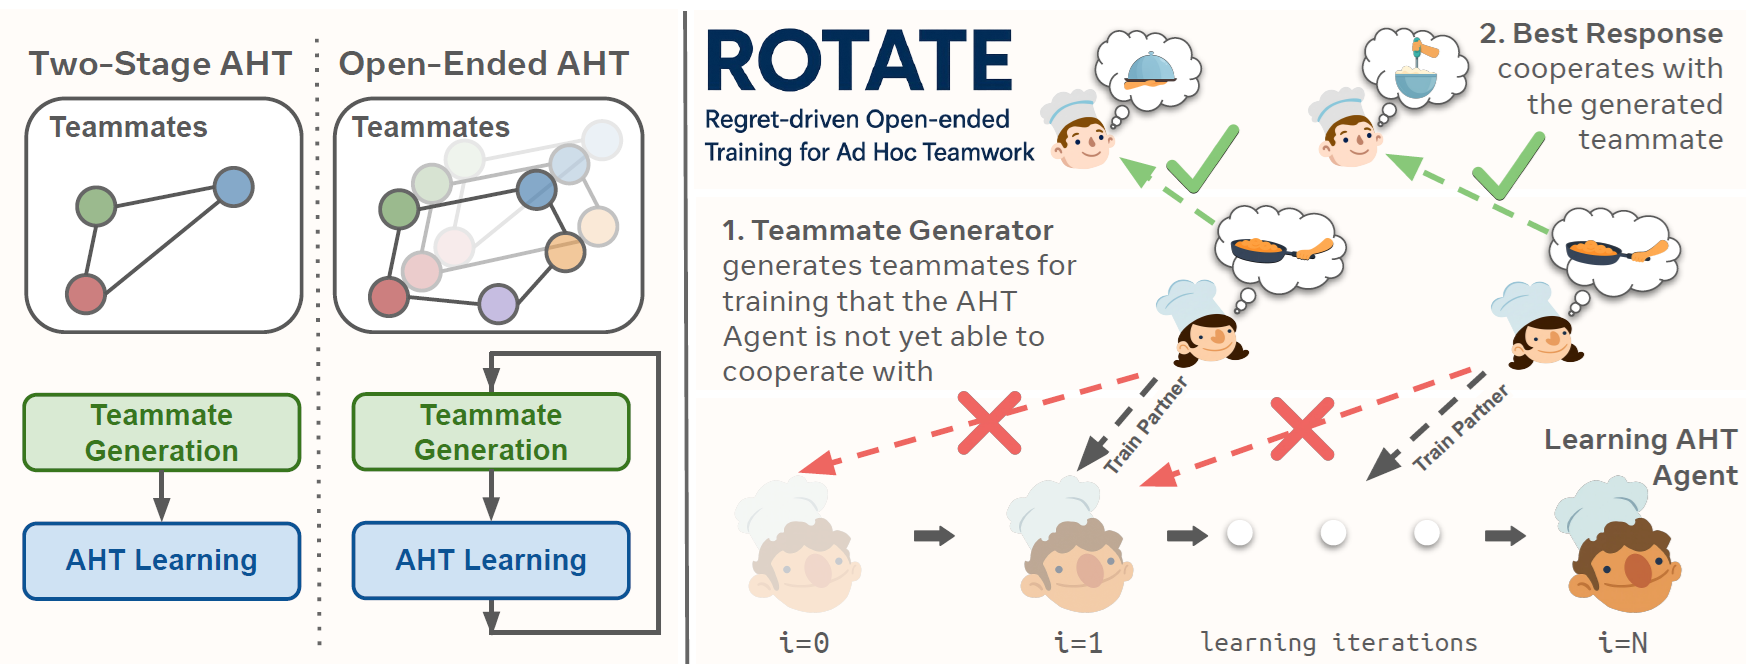 Two-Stage AHT
Teammates
Teammate
Generation
AHT Learning
Open-Ended AHT
Teammates
Teammate
Generation
AHT Learning
ROTATE
Regret-driven Open-ended
Training for Ad Hoc Teamwork
2. Best Response
cooperates with
the generated
teammate
1. Teammate Generator
generates teammates for
training that the AHT
Agent is not yet able to
cooperate with
Train Partner
Train Partner
Learning AHT
Agent
i=0
i=1
learning iterations
i=N